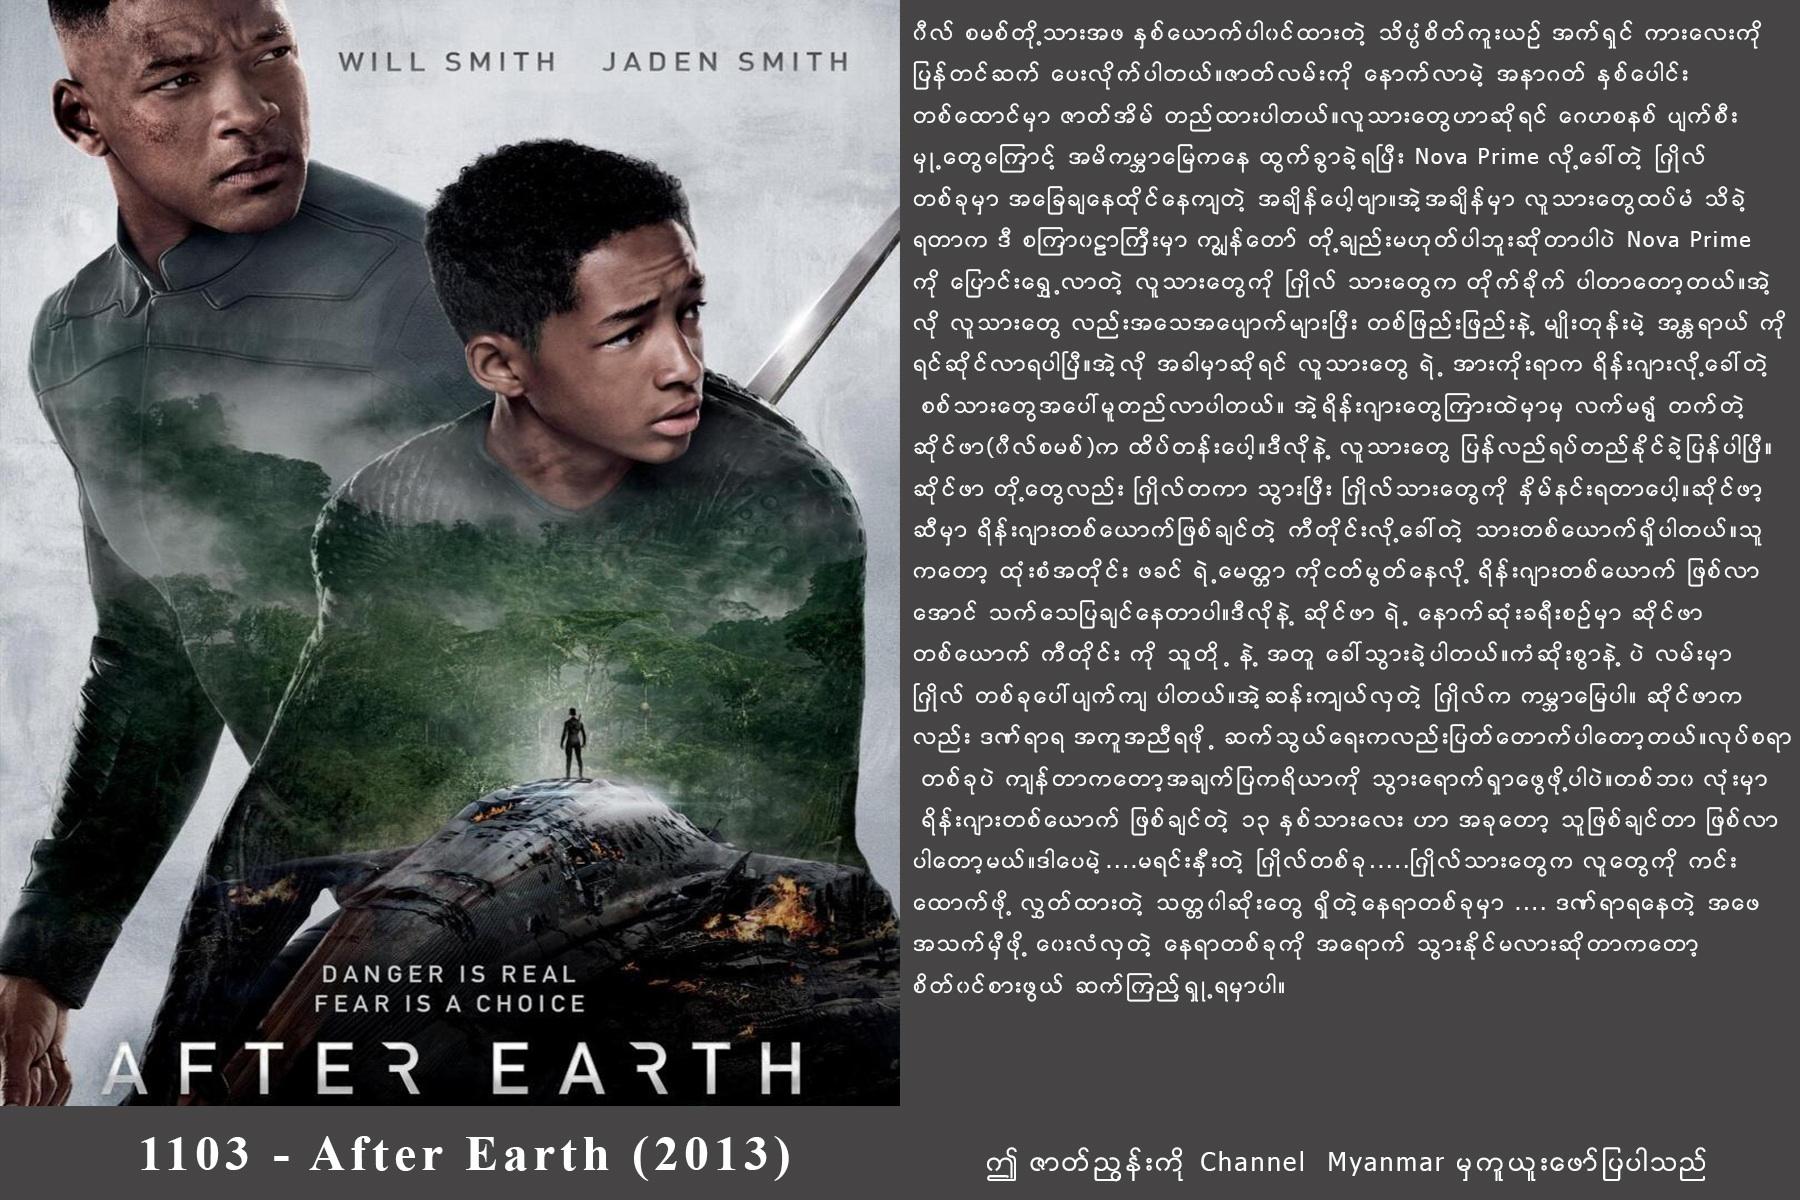 WILL SMITH JADEN SMITH
DANGER IS REAL
FEAR IS A CHOICE
AFTER EARTH
1103 - After Earth (2013)
ဂီလ် စမစ်တို့သားအဖ နှစ်ယောက်ပါ၀င်ထားတဲ့ သိပ္ပံစိတ်ကူးယဉ် အက်ရှင် ကားလေးကို
ပြန်တင်ဆက် ပေးလိုက်ပါတယ်။ဇာတ်လမ်းကို နောက်လာမဲ့ အနာဂတ် နှစ်ပေါင်း
တစ်ထောင်မှာ ဇာတ်အိမ် တည်ထားပါတယ်။လူသားတွေဟာဆိုရင် ဂေဟစနစ် ပျက်စီး
မှု့တွေကြောင့် အမိကမ္ဘာမြေကနေ ထွက်ခွာခဲ့ရပြီး Nova Prime လို့ခေါ်တဲ့ ဂြိုလ်
တစ်ခုမှာ အခြေချနေထိုင်နေကျတဲ့ အချိန်ပေါ့ဗျာ။အဲ့အချိန်မှာ လူသားတွေထပ်မံ သိခဲ့
ရတာက ဒီ စကြာ၀ဠာကြီးမှာ ကျွန်တော် တို့ချည်းမဟုတ်ပါဘူးဆိုတာပါပဲ Nova Prime
ကို ပြောင်းရွှေ့လာတဲ့ လူသားတွေကို ဂြိုလ် သားတွေက တိုက်ခိုက် ပါတာတော့တယ်။အဲ့
လို လူသားတွေ လည်းအသေအပျောက်များပြီး တစ်ဖြည်းဖြည်းနဲ့ မျိုးတုန်းမဲ့ အန္တရာယ် ကို
ရင်ဆိုင်လာရပါပြီ။အဲ့လို အခါမှာဆိုရင် လူသားတွေ ရဲ့ အားကိုးရာက ရိန်းဂျားလို့ခေါ်တဲ့
စစ်သားတွေအပေါ်မူတည်လာပါတယ်။ အဲ့ရိန်းဂျားတွေကြားထဲမှာမှ လက်မရွံ့ တက်တဲ့
ဆိုင်ဖာ(ဂီလ်စမစ်)က ထိပ်တန်းပေါ့။ဒီလိုနဲ့ လူသားတွေ ပြန်လည်ရပ်တည်နိုင်ခဲ့ပြန်ပါပြီ။
ဆိုင်ဖာ တို့တွေလည်း ဂြိုလ်တကာ သွားပြီး ဂြိုလ်သားတွေကို နှိမ်နင်းရတာပေါ့။ဆိုင်ဖာ့
ဆီမှာ ရိန်းဂျားတစ်ယောက်ဖြစ်ချင်တဲ့ ကီတိုင်းလို့ခေါ်တဲ့ သားတစ်ယောက်ရှိပါတယ်။သူ
ကတော့ ထုံးစံအတိုင်း ဖခင် ရဲ့မေတ္တာ ကိုငတ်မွတ်နေလို့ ရိန်းဂျားတစ်ယောက် ဖြစ်လာ
အောင် သက်သေပြချင်နေတာပါ။ဒီလိုနဲ့ ဆိုင်ဖာ ရဲ့ နောက်ဆုံးခရီးစဉ်မှာ ဆိုင်ဖာ
တစ်ယောက် ကီတိုင်း ကို သူတို့ နဲ့ အတူ ခေါ်သွားခဲ့ပါတယ်။ကံဆိုးစွာနဲ့ ပဲ လမ်းမှာ
ဂြိုလ် တစ်ခုပေါ်ပျက်ကျ ပါတယ်။အဲ့ဆန်းကျယ်လှတဲ့ ဂြိုလ်က ကမ္ဘာမြေပါ။ ဆိုင်ဖာက
လည်း ဒဏ်ရာရ အကူအညီရဖို့ ဆက်သွယ်ရေးကလည်းပြတ်တောက်ပါတော့တယ်။လုပ်စရာ
တစ်ခုပဲ ကျန်တာကတော့အချက်ပြကရိယာကို သွားရောက်ရှာဖွေဖို့ပါပဲ။တစ်ဘ၀ လုံးမှာ
ရိန်းဂျားတစ်ယောက် ဖြစ်ချင်တဲ့ ၁၃ နှစ်သားလေး ဟာ အခုတော့ သူဖြစ်ချင်တာ ဖြစ်လာ
ပါတော့မယ်။ဒါပေမဲ့....မရင်းနှီးတဲ့ ဂြိုလ်တစ်ခု.....ဂြိုလ်သားတွေက လူတွေကို ကင်း
ထောက်ဖို့ လွှတ်ထားတဲ့ သတ္တ၀ါဆိုးတွေ ရှိတဲ့နေရာတစ်ခုမှာ .... ဒဏ်ရာရနေတဲ့ အဖေ
အသက်မှီဖို့ ၀ေးလံလှတဲ့ နေရာတစ်ခုကို အရောက် သွားနိုင်မလားဆိုတာကတော့
စိတ်၀င်စားဖွယ် ဆက်ကြည့်ရှု့ရမှာပါ။
ဤ ဇာတ်ညွှန်းကို Channel Myanmar မှကူယူးဖော်ပြပါသည်